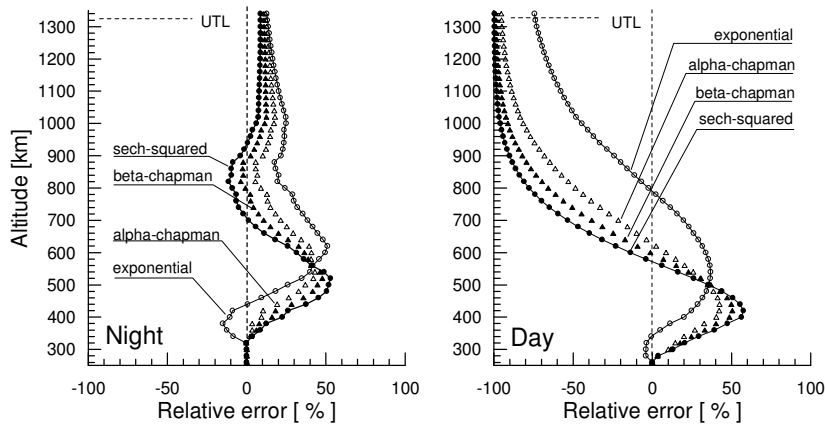 1300
1200
1100
1000
900
800
700
600
500
400
300
Altitude [km]
UTL
sech-squared
beta-chapman
alpha-chapman
exponential
Night
-100
-50
0
50
100
Relative error [ % ]
1300
1200
1100
1000
900
800
700
600
500
400
300
UTL
exponential
alpha-chapman
beta-chapman
sech-squared
Day
-100
-50
0
50
100
Relative error [ % ]